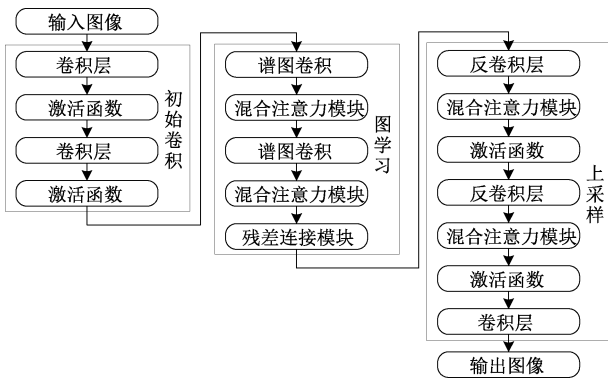 输入图像
卷积层
激活函数
卷积层
激活函数
初始卷积
谱图卷积
混合注意力模块
谱图卷积
混合注意力模块
残差连接模块
图学习
反卷积层
混合注意力模块
激活函数
反卷积层
混合注意力模块
激活函数
卷积层
上采样
输出图像